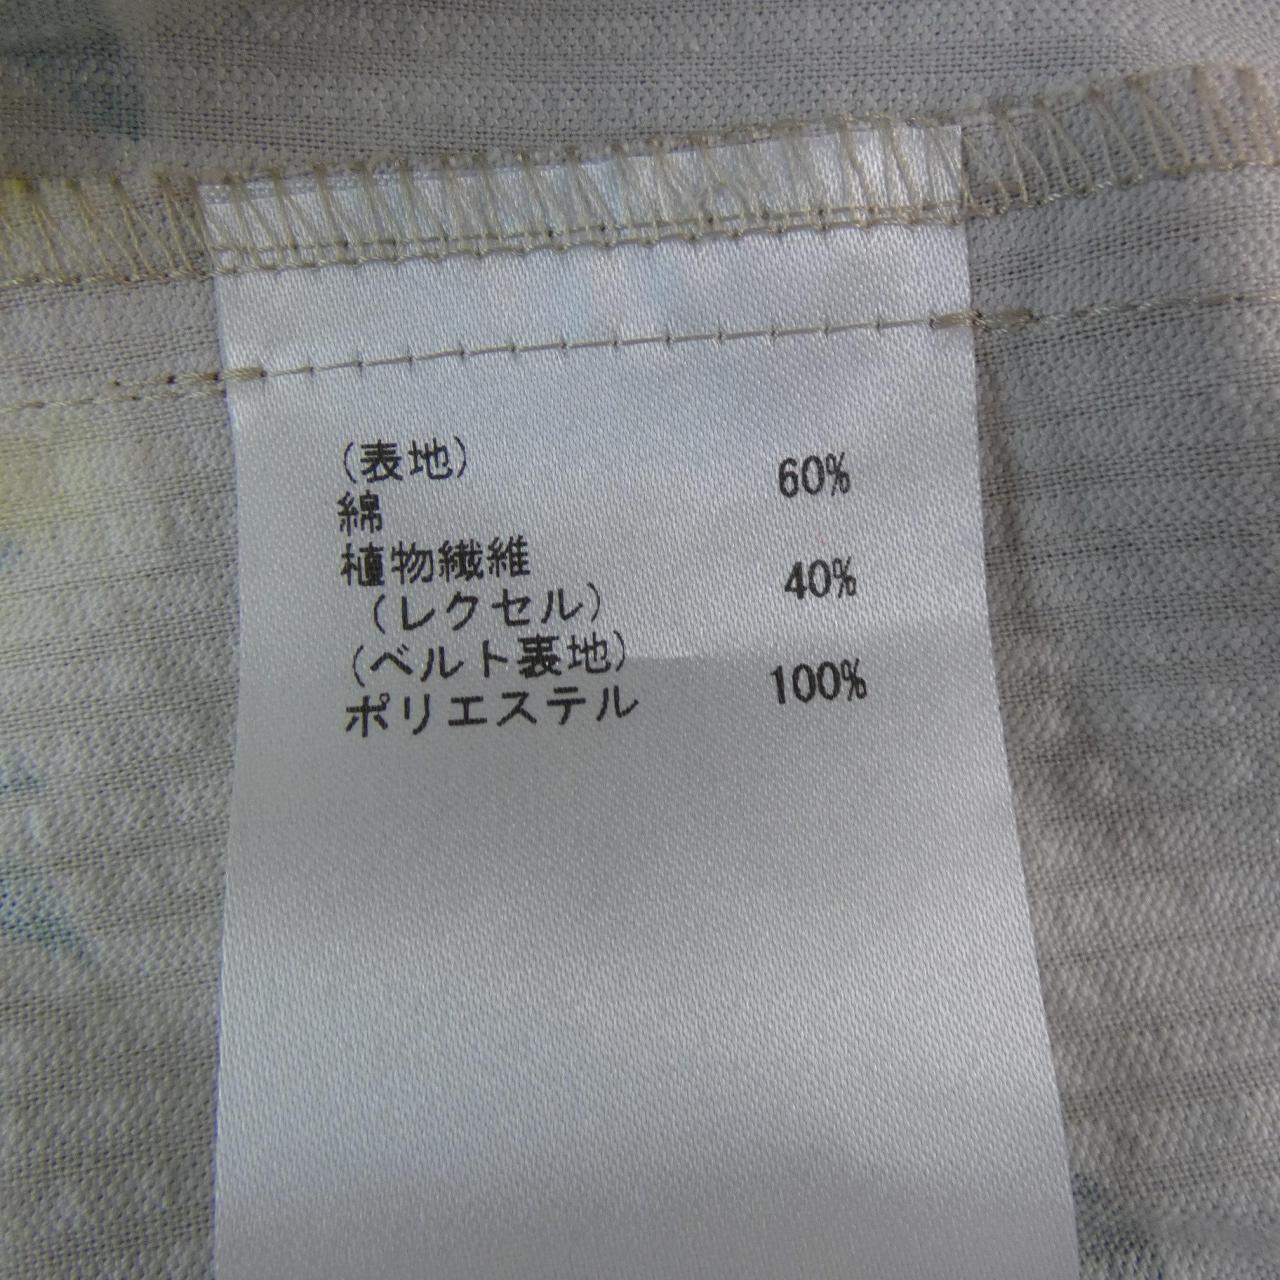 (表地)
綿 60%
植物繊維
(レクセル) 40%
(ベルト裏地)
ポリエステル 100%